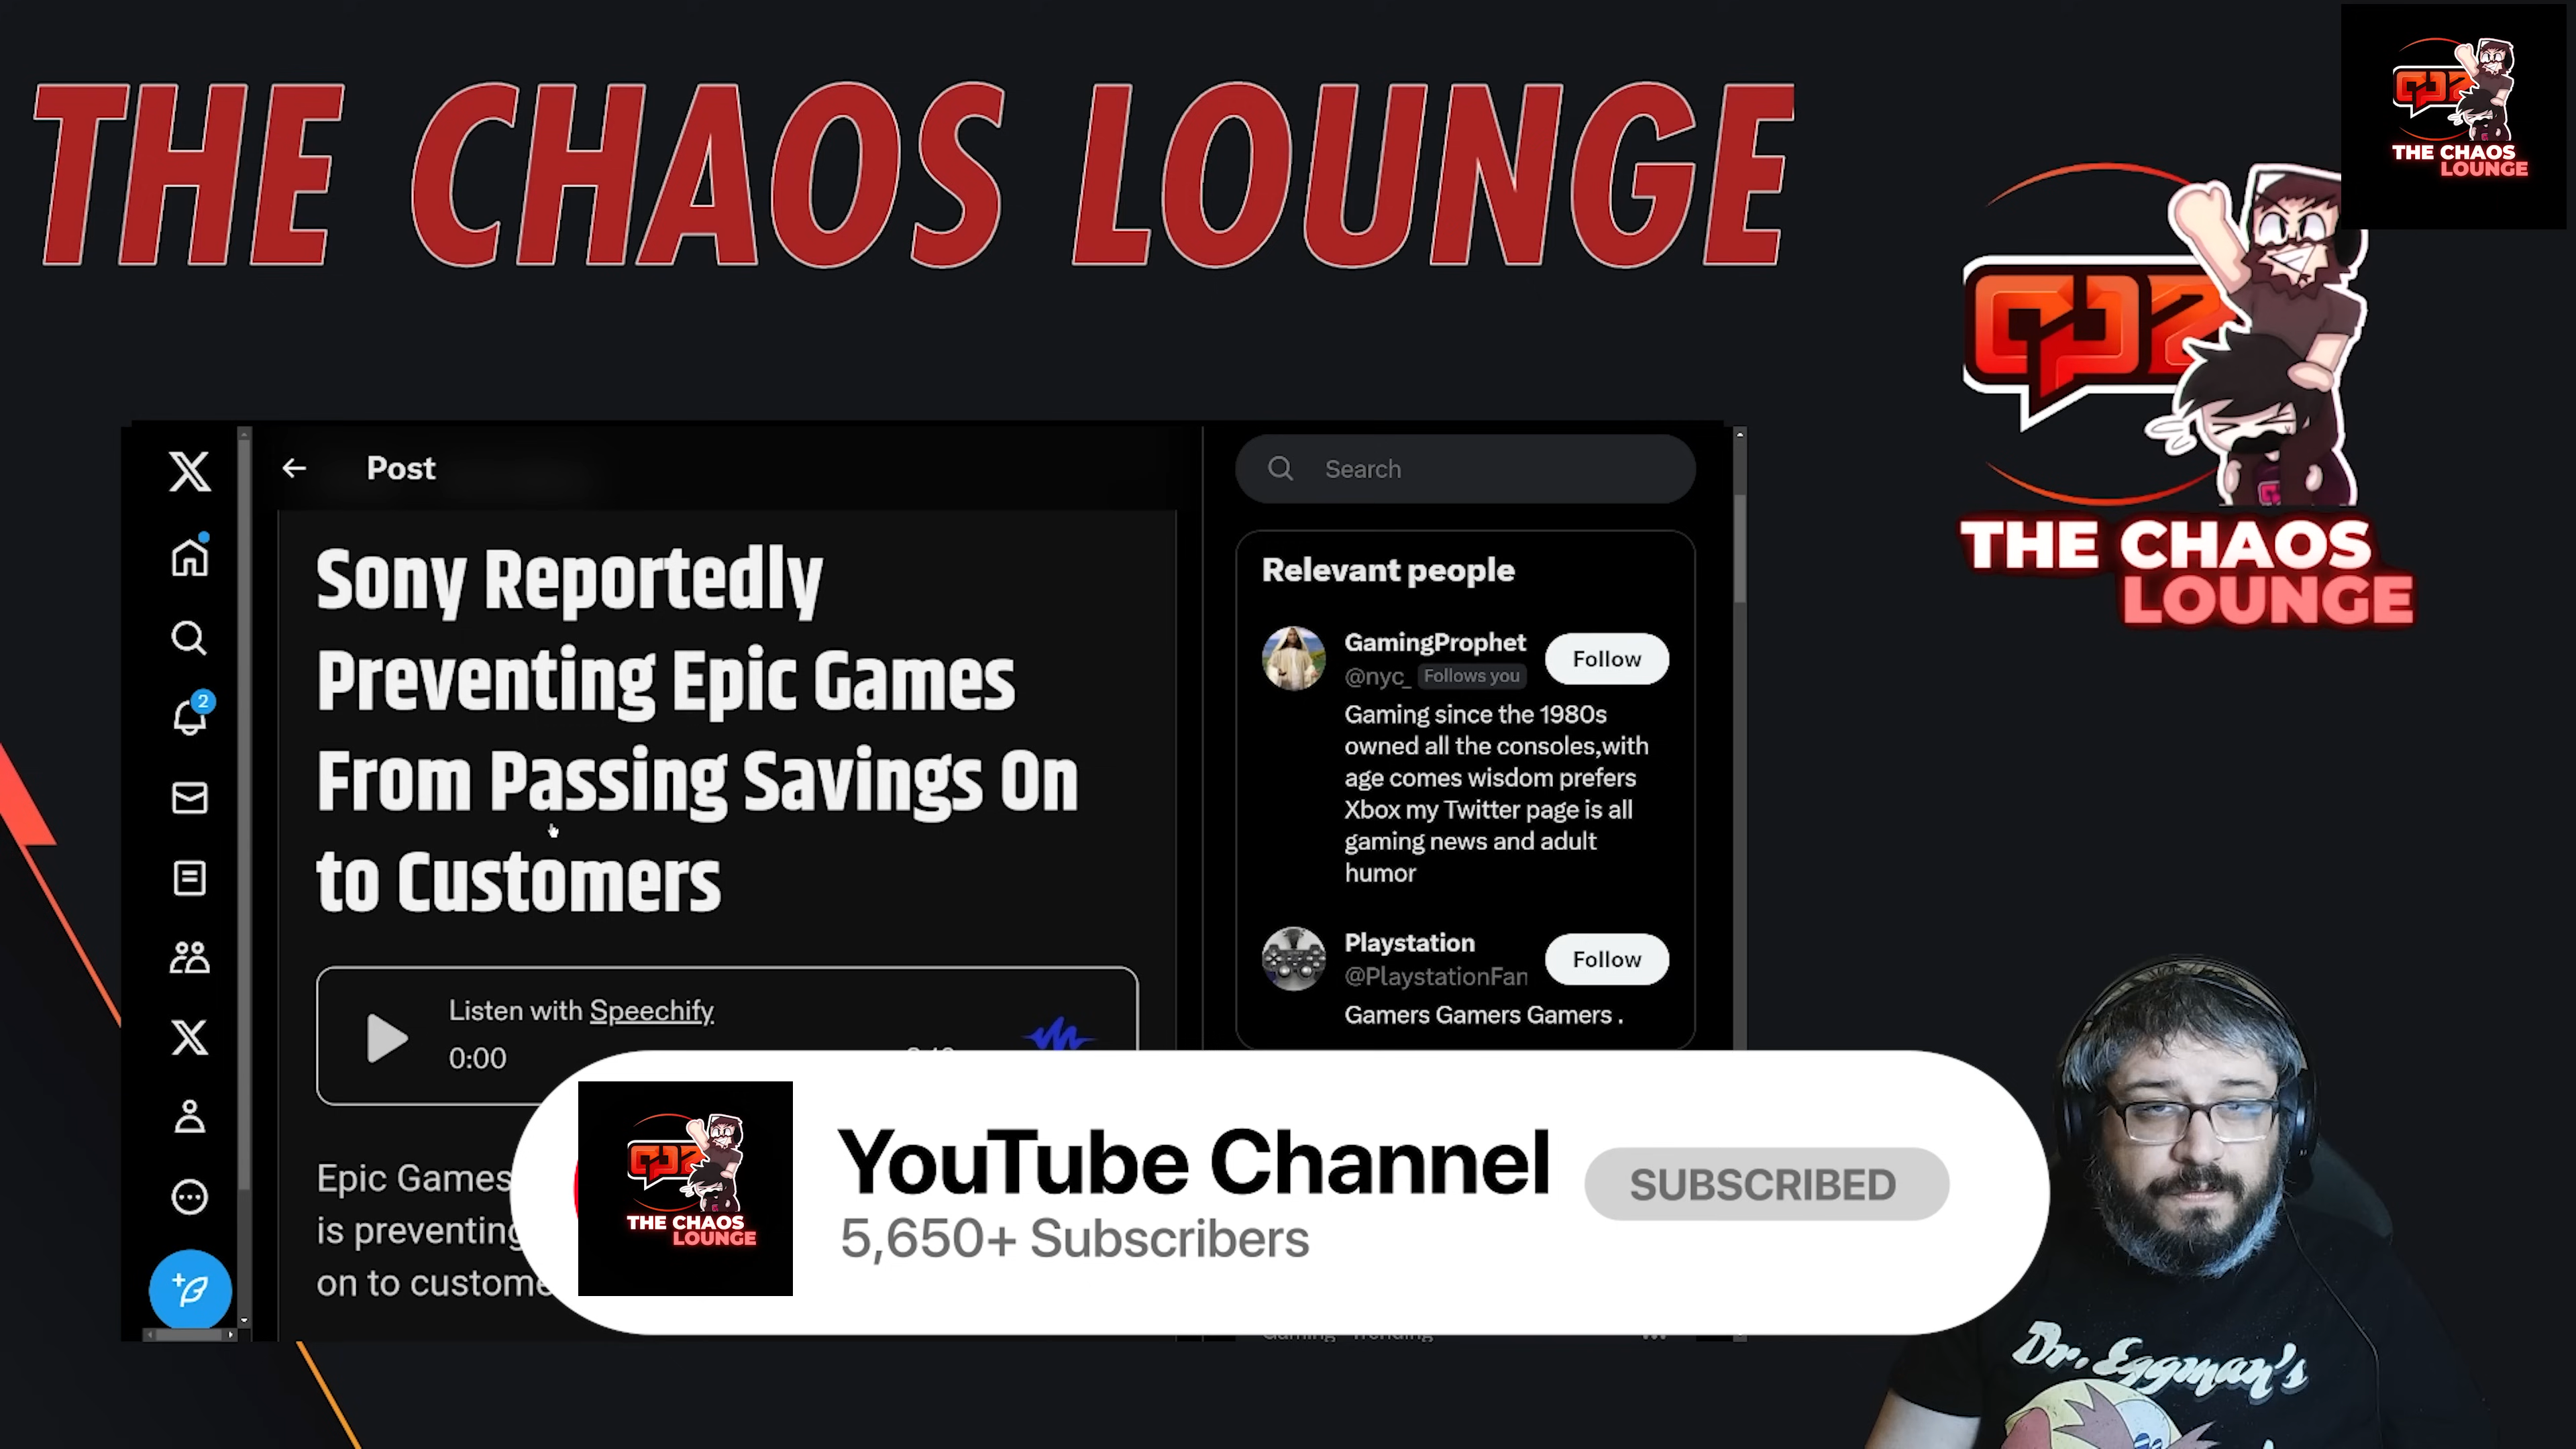 THE CHAOS LOUNGE
THE CHAOS
LOUNGE
THE CHAOS
LOUNGE
Post
Search
Sony Reportedly
Preventing Epic Games
From Passing Savings On
to Customers
Listen with Speechify
0:00
Epic Games
is preventing
on to custome
Relevant people
GamingProphet
@nyc_ Follows you
Follow
Gaming since the 1980s
owned all the consoles,with
age comes wisdom prefers
Xbox my Twitter page is all
gaming news and adult
humor
Playstation
@PlaystationFan
Follow
Gamers Gamers Gamers .
2
THE CHAOS
LOUNGE
YouTube Channel
5,650+ Subscribers
SUBSCRIBED
Dr. Eggman's